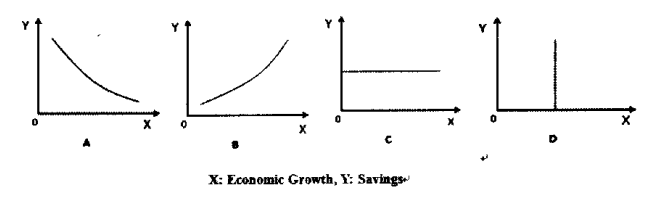 Y Y Y Y
0 X 0 X 0 X 0 X
A B C D
X: Economic Growth, Y: Savings